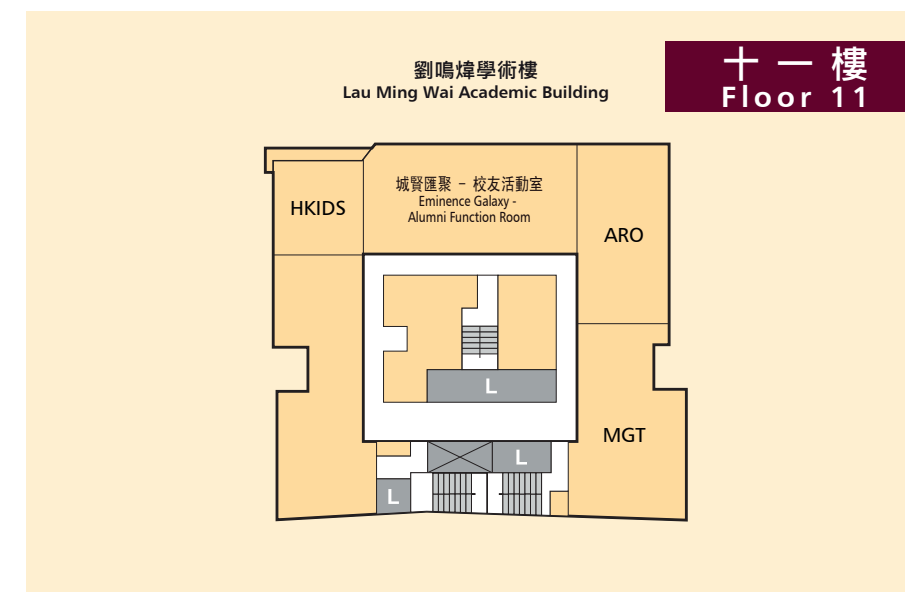 劉鳴煒學術樓
Lau Ming Wai Academic Building
十一樓
Floor 11
城賢匯聚 – 校友活動室
Eminence Galaxy -
Alumni Function Room
HKIDS
ARO
L
MGT
L
L